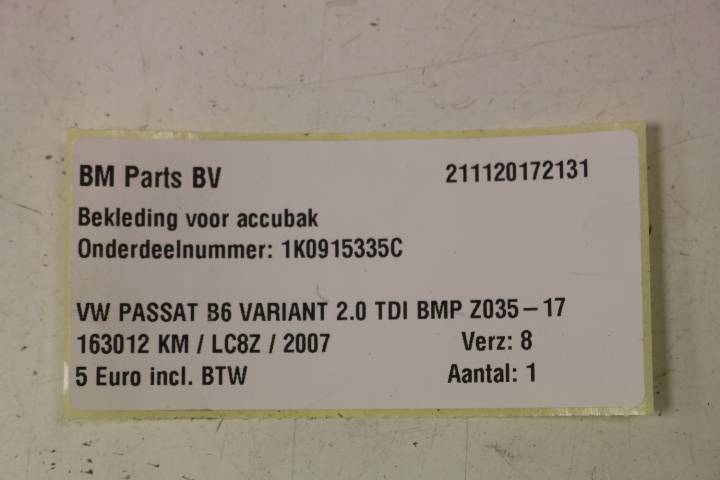 BM Parts BV 211120172131
Bekleding voor accubak
Onderdeelnummer: 1K0915335C
VW PASSAT B6 VARIANT 2.0 TDI BMP Z035-17
163012 KM / LC8Z / 2007 Verz: 8
5 Euro incl. BTW Aantal: 1